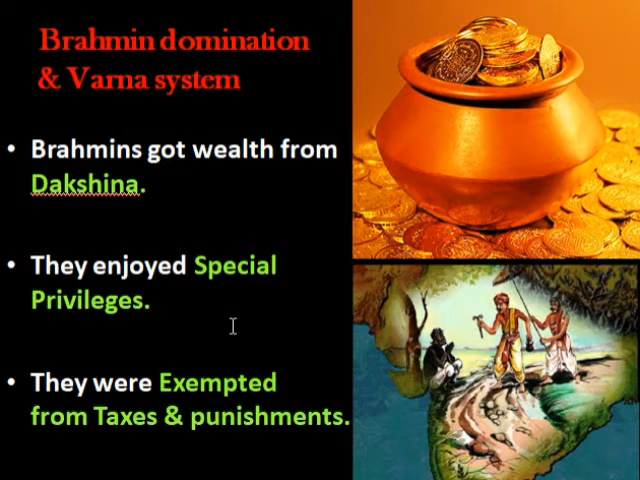 Brahmin domination
& Varna system
• Brahmins got wealth from
Dakshina.
• They enjoyed Special
Privileges.
• They were Exempted
from Taxes & punishments.